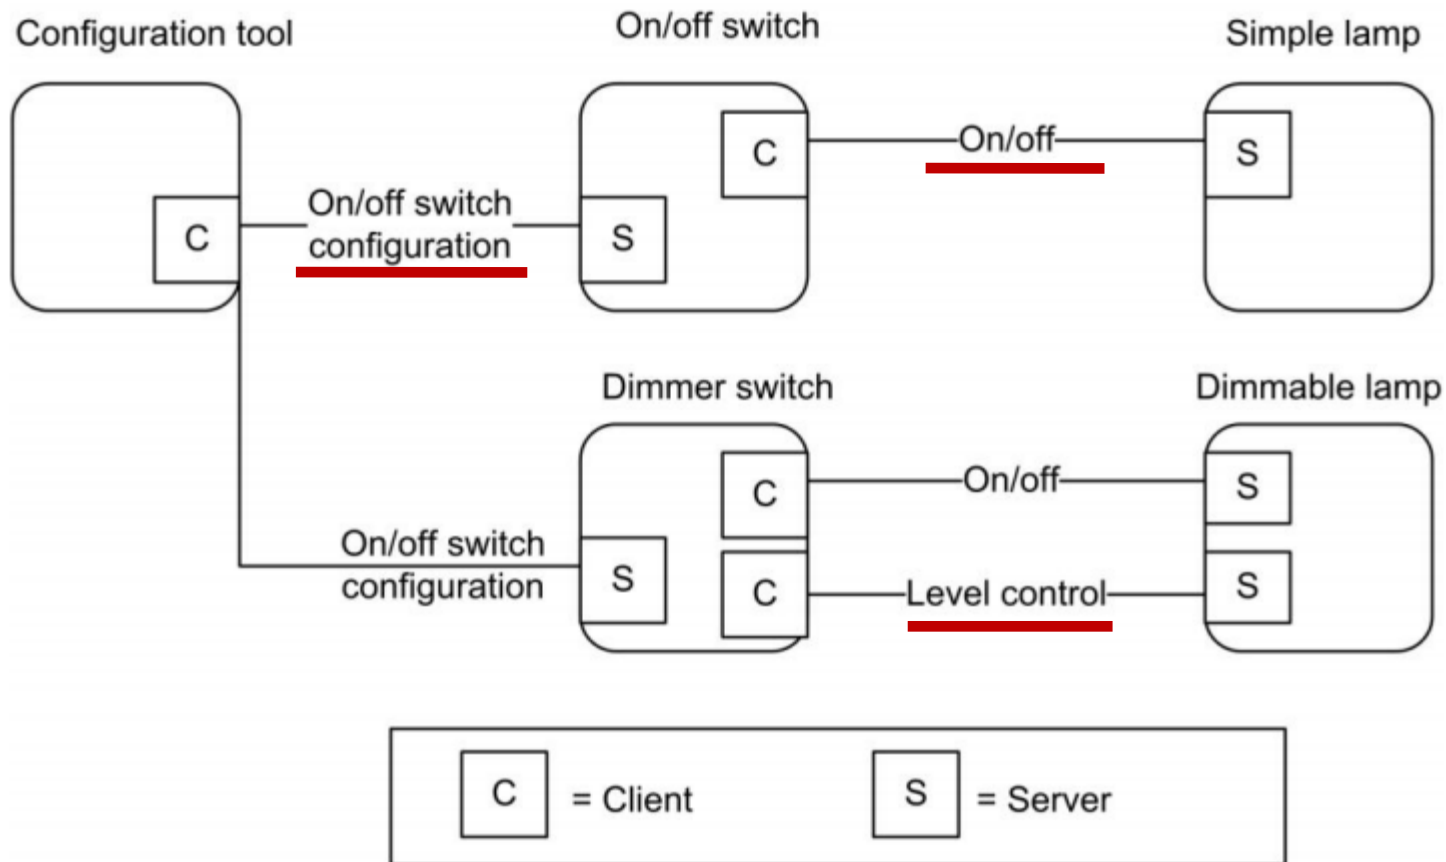 Configuration tool
On/off switch
Simple lamp
C
On/off
S
On/off switch
configuration
C
S
Dimmer switch
Dimmable lamp
C
On/off
S
On/off switch
configuration
S
C
Level control
S
C = Client
S = Server